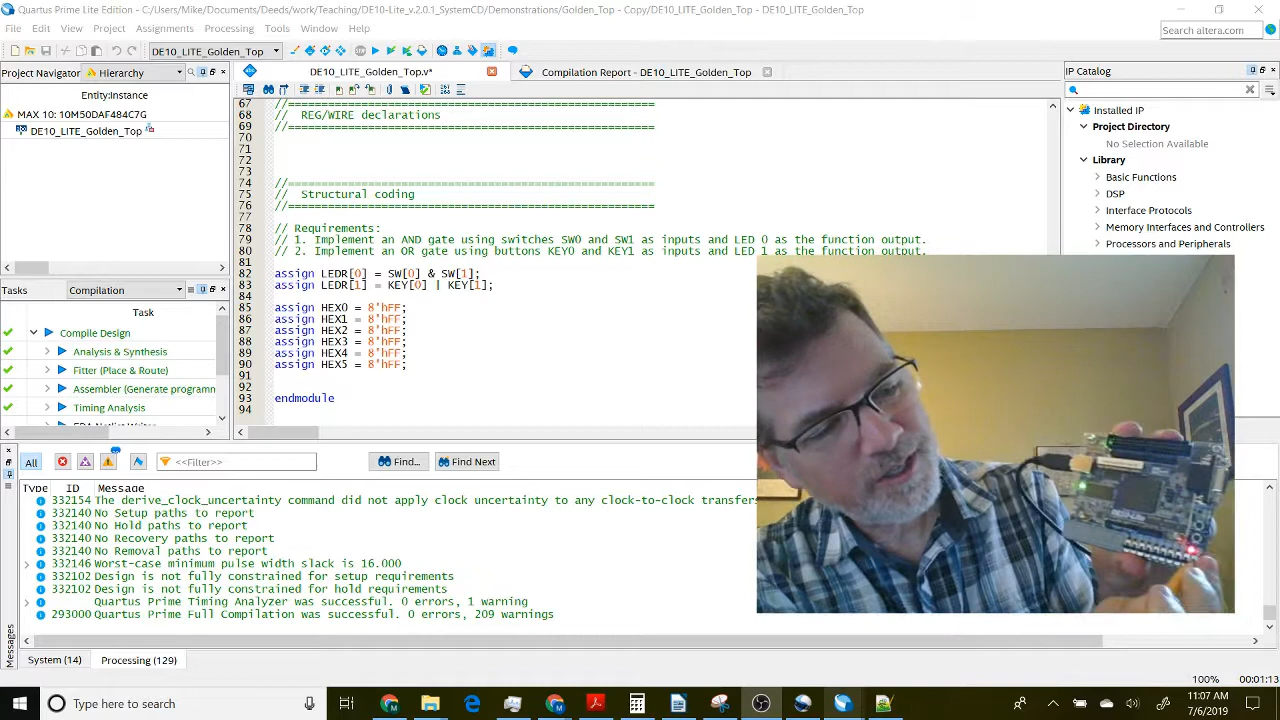 Quartus Prime Lite Edition - C:/Users/Mike/Documents/Deeds/work/Teaching/DE10-Lite_v.2.0.1_SystemCD/Demonstrations/Golden_Top - Copy/DE10_LITE_Golden_Top - DE10_LITE_Golden_Top
File Edit View Project Assignments Processing Tools Window Help
Search altera.com
DE10_LITE_Golden_Top
Project Navigator Hierarchy
DE10_LITE_Golden_Top.v*
Compilation Report - DE10_LITE_Golden_Top
IP Catalog
Entity:Instance
MAX 10: 10M50DAF484C7G
DE10_LITE_Golden_Top
67 //=======================================================
68 // REG/WIRE declarations
69 //=======================================================
70
71
72
73
74 //=======================================================
75 // Structural coding
76 //=======================================================
77
78 // Requirements:
79 // 1. Implement an AND gate using switches SW0 and SW1 as inputs and LED 0 as the function output.
80 // 2. Implement an OR gate using buttons KEY0 and KEY1 as inputs and LED 1 as the function output.
81
82 assign LEDR[0] = SW[0] & SW[1];
83 assign LEDR[1] = KEY[0] | KEY[1];
84
85 assign HEX0 = 8'hFF;
86 assign HEX1 = 8'hFF;
87 assign HEX2 = 8'hFF;
88 assign HEX3 = 8'hFF;
89 assign HEX4 = 8'hFF;
90 assign HEX5 = 8'hFF;
91
92
93 endmodule
94
Installed IP
Project Directory
No Selection Available
Library
Basic Functions
DSP
Interface Protocols
Memory Interfaces and Controllers
Processors and Peripherals
Tasks Compilation
Task
Compile Design
Analysis & Synthesis
Fitter (Place & Route)
Assembler (Generate programm
Timing Analysis
All
<<Filter>>
Find...
Find Next
Type ID Message
332154 The derive_clock_uncertainty command did not apply clock uncertainty to any clock-to-clock transfers
332140 No Setup paths to report
332140 No Hold paths to report
332140 No Recovery paths to report
332140 No Removal paths to report
332146 Worst-case minimum pulse width slack is 16.000
332102 Design is not fully constrained for setup requirements
332102 Design is not fully constrained for hold requirements
Quartus Prime Timing Analyzer was successful. 0 errors, 1 warning
293000 Quartus Prime Full Compilation was successful. 0 errors, 209 warnings
Messages
System (14) Processing (129)
100% 00:01:13
Type here to search
11:07 AM
7/6/2019